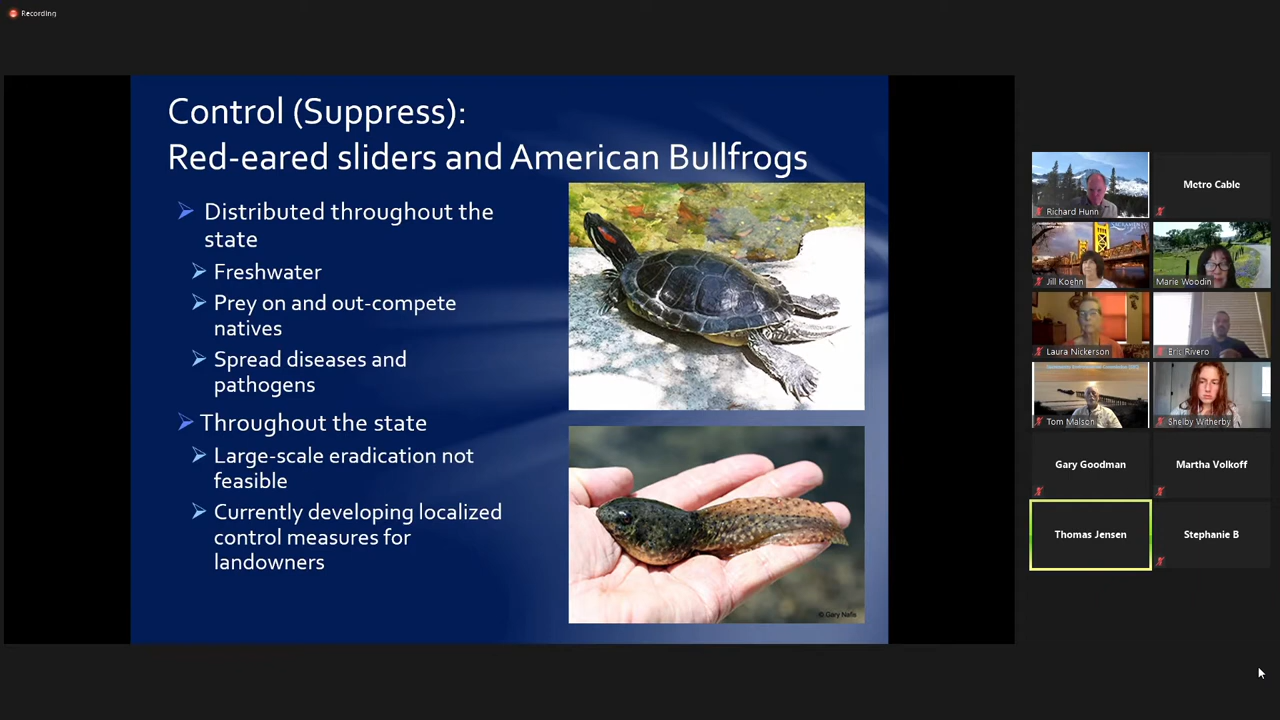 Recording
Control (Suppress):
Red-eared sliders and American Bullfrogs
Distributed throughout the
state
Freshwater
Prey on and out-compete
natives
Spread diseases and
pathogens
Throughout the state
Large-scale eradication not
feasible
Currently developing localized
control measures for
landowners
© Gary Nafis
Richard Hunn
Metro Cable
Jill Koehn
Marie Woodin
Laura Nickerson
Eric Rivero
Tom Malson
Shelby Witherby
Gary Goodman
Martha Volkoff
Thomas Jensen
Stephanie B